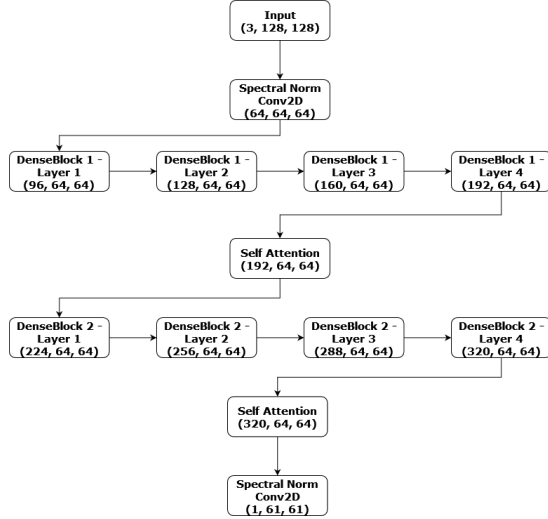 Input
(3, 128, 128)
Spectral Norm
Conv2D
(64, 64, 64)
DenseBlock 1 -
Layer 1
(96, 64, 64)
DenseBlock 1 -
Layer 2
(128, 64, 64)
DenseBlock 1 -
Layer 3
(160, 64, 64)
DenseBlock 1 -
Layer 4
(192, 64, 64)
Self Attention
(192, 64, 64)
DenseBlock 2 -
Layer 1
(224, 64, 64)
DenseBlock 2 -
Layer 2
(256, 64, 64)
DenseBlock 2 -
Layer 3
(288, 64, 64)
DenseBlock 2 -
Layer 4
(320, 64, 64)
Self Attention
(320, 64, 64)
Spectral Norm
Conv2D
(1, 61, 61)